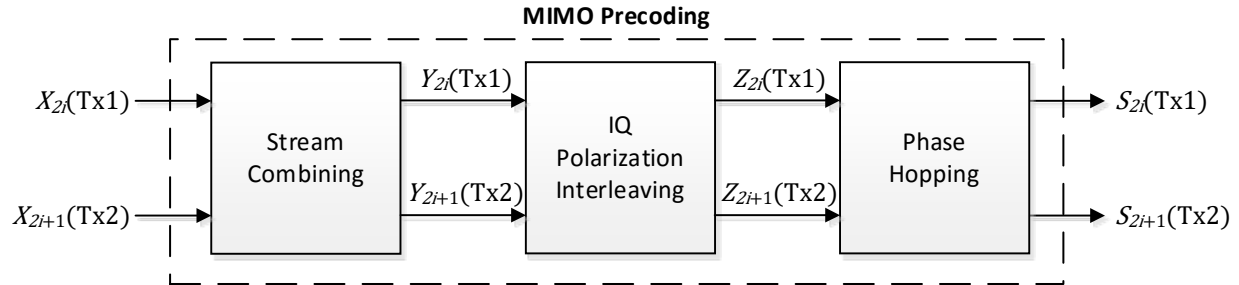 MIMO Precoding
X2i(Tx1)
Y2i(Tx1)
Z2i(Tx1)
S2i(Tx1)
Stream
Combining
IQ
Polarization
Interleaving
Phase
Hopping
X2i+1(Tx2)
Y2i+1(Tx2)
Z2i+1(Tx2)
S2i+1(Tx2)